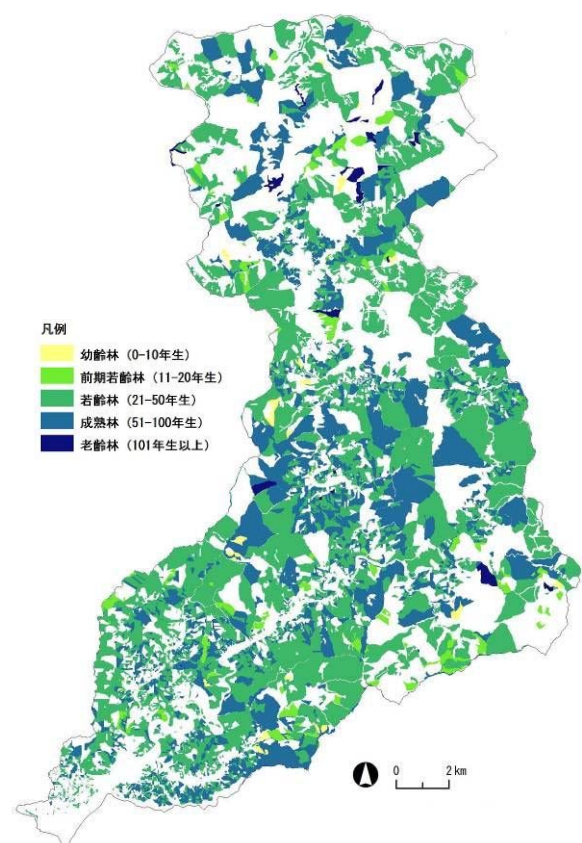 凡例
幼齢林 (0-10年生)
前期若齢林 (11-20年生)
若齢林 (21-50年生)
成熟林 (51-100年生)
老齢林 (101年生以上)
0 2 km